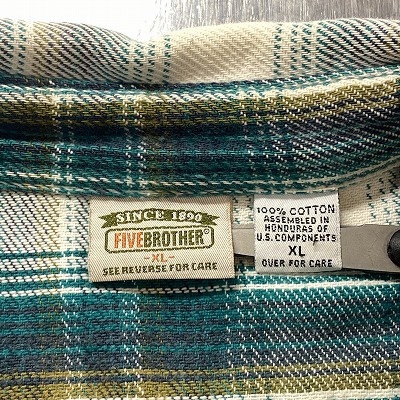 SINCE 1890
FIVEBROTHER®
-XL-
SEE REVERSE FOR CARE
100% COTTON
ASSEMBLED IN
HONDURAS OF
U.S. COMPONENTS
XL
OVER FOR CARE